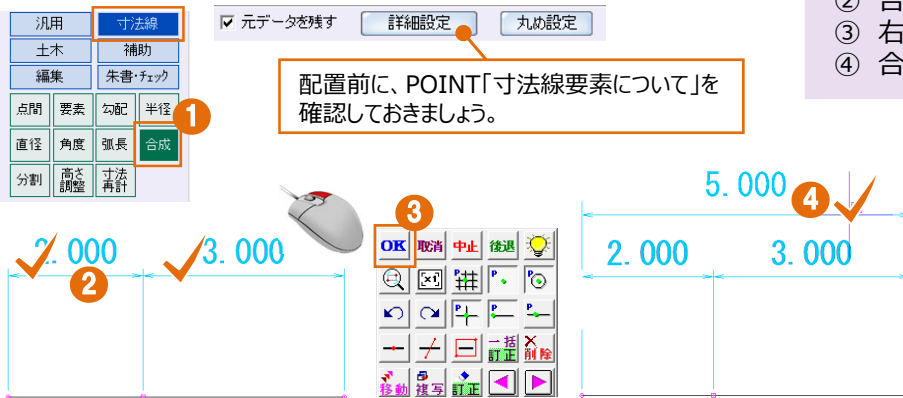 汎用 寸法線
土木 補助
編集 朱書・チェック
点間 要素 勾配 半径
直径 角度 弧長 合成
分割 高さ調整 寸法再計
1
元データを残す 詳細設定 丸め設定
配置前に、POINT「寸法線要素について」を
確認しておきましょう。
③ 右
④ 合
2.000 3.000
2
3
OK 取消 中止 後退
×1
一括訂正 削除
移動 複写 訂正
5.000
4
2.000 3.000